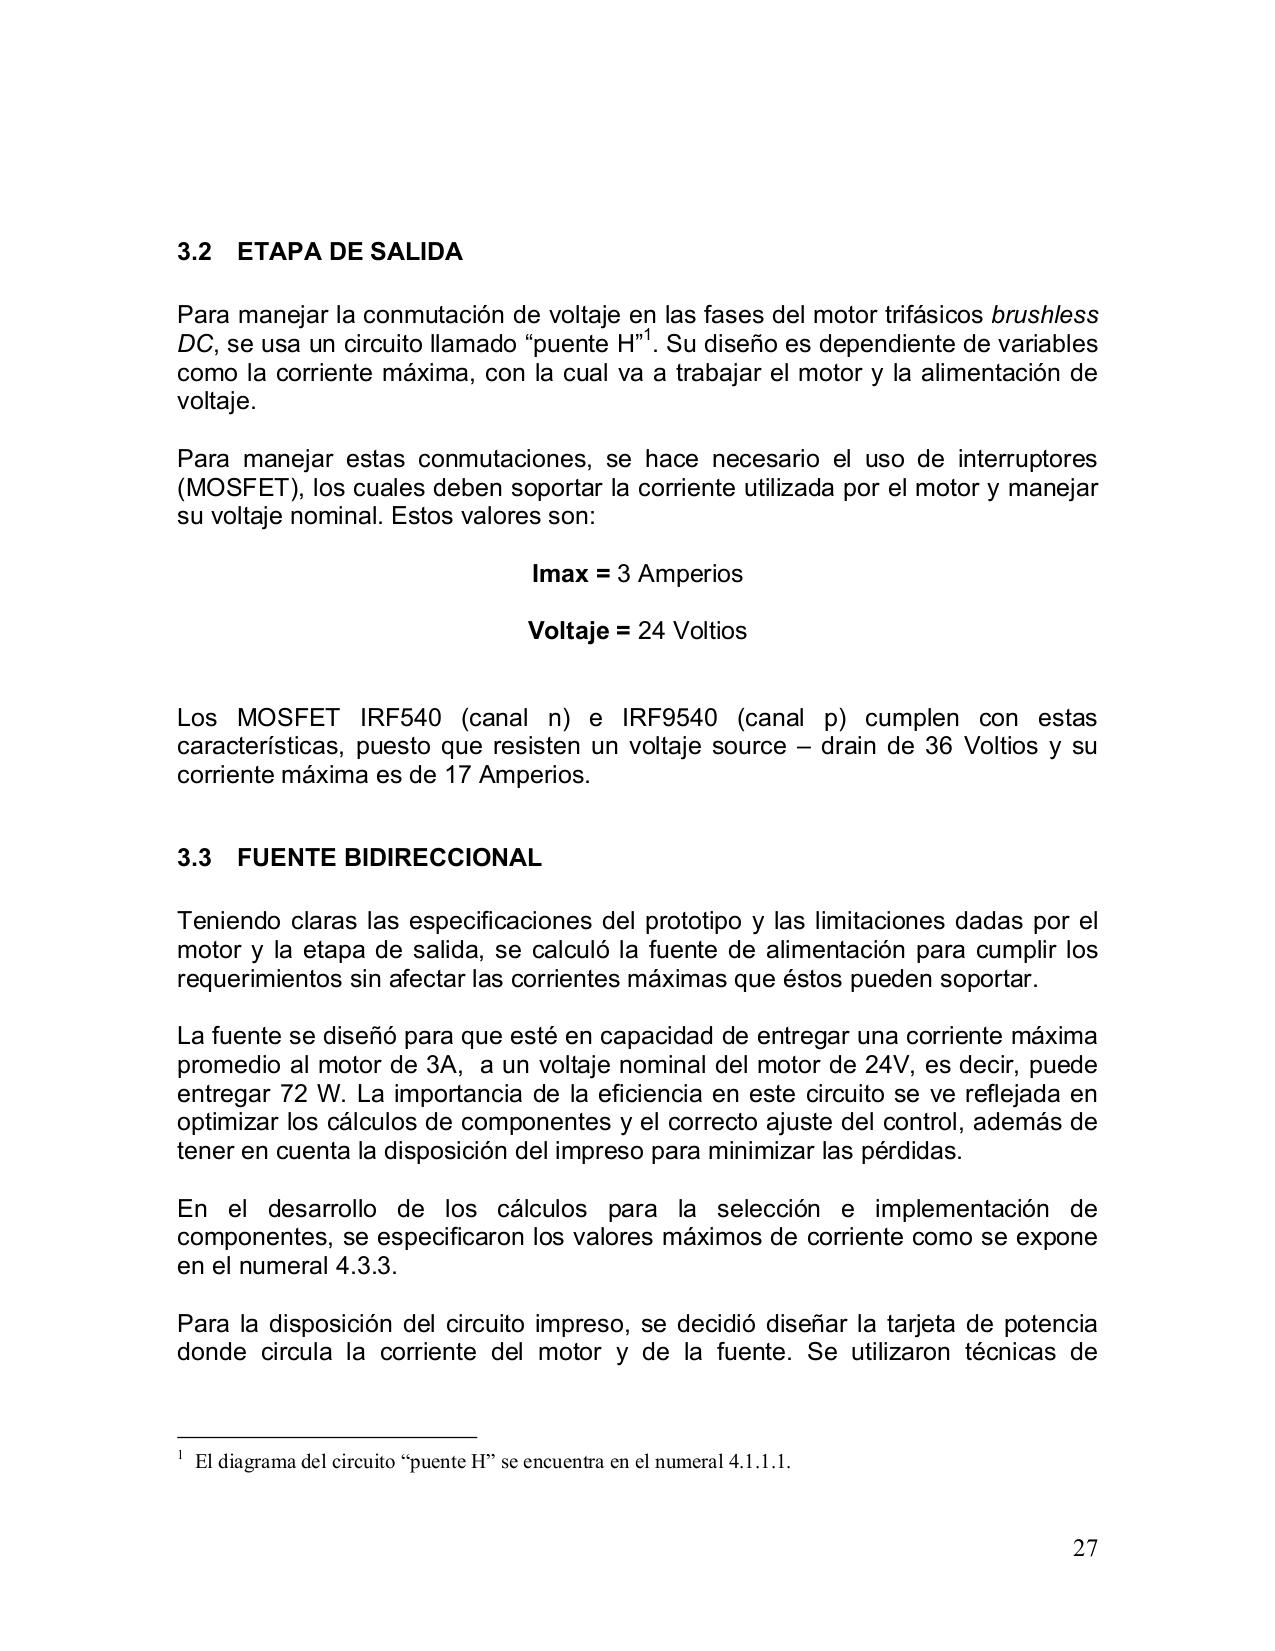 3.2 ETAPA DE SALIDA
Para manejar la conmutación de voltaje en las fases del motor trifásicos brushless
DC, se usa un circuito llamado “puente H”1. Su diseño es dependiente de variables
como la corriente máxima, con la cual va a trabajar el motor y la alimentación de
voltaje.
Para manejar estas conmutaciones, se hace necesario el uso de interruptores
(MOSFET), los cuales deben soportar la corriente utilizada por el motor y manejar
su voltaje nominal. Estos valores son:
Imax = 3 Amperios
Voltaje = 24 Voltios
Los MOSFET IRF540 (canal n) e IRF9540 (canal p) cumplen con estas
características, puesto que resisten un voltaje source – drain de 36 Voltios y su
corriente máxima es de 17 Amperios.
3.3 FUENTE BIDIRECCIONAL
Teniendo claras las especificaciones del prototipo y las limitaciones dadas por el
motor y la etapa de salida, se calculó la fuente de alimentación para cumplir los
requerimientos sin afectar las corrientes máximas que éstos pueden soportar.
La fuente se diseñó para que esté en capacidad de entregar una corriente máxima
promedio al motor de 3A, a un voltaje nominal del motor de 24V, es decir, puede
entregar 72 W. La importancia de la eficiencia en este circuito se ve reflejada en
optimizar los cálculos de componentes y el correcto ajuste del control, además de
tener en cuenta la disposición del impreso para minimizar las pérdidas.
En el desarrollo de los cálculos para la selección e implementación de
componentes, se especificaron los valores máximos de corriente como se expone
en el numeral 4.3.3.
Para la disposición del circuito impreso, se decidió diseñar la tarjeta de potencia
donde circula la corriente del motor y de la fuente. Se utilizaron técnicas de
1 El diagrama del circuito “puente H” se encuentra en el numeral 4.1.1.1.
27